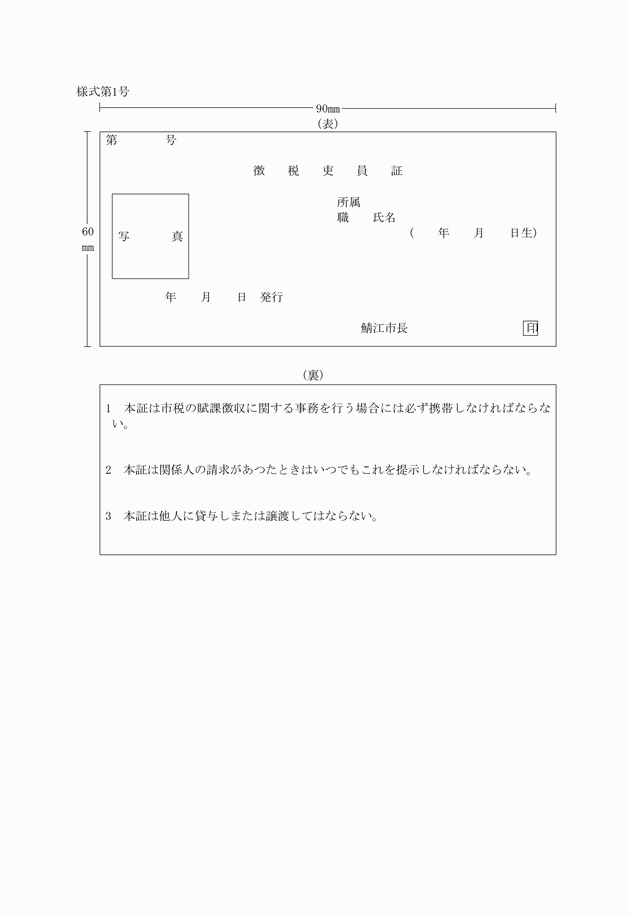 様式第1号
90mm
(表)
第　　　　号
徴　税　吏　員　証
所属
職　　氏名
(　　年　　月　　日生)
60
mm
写　　　真
年　　月　　日　発行
鯖江市長　　　　　　　　　　印
(裏)
1　本証は市税の賦課徴収に関する事務を行う場合には必ず携帯しなければならな
い。
2　本証は関係人の請求があつたときはいつでもこれを提示しなければならない。
3　本証は他人に貸与しまたは譲渡してはならない。